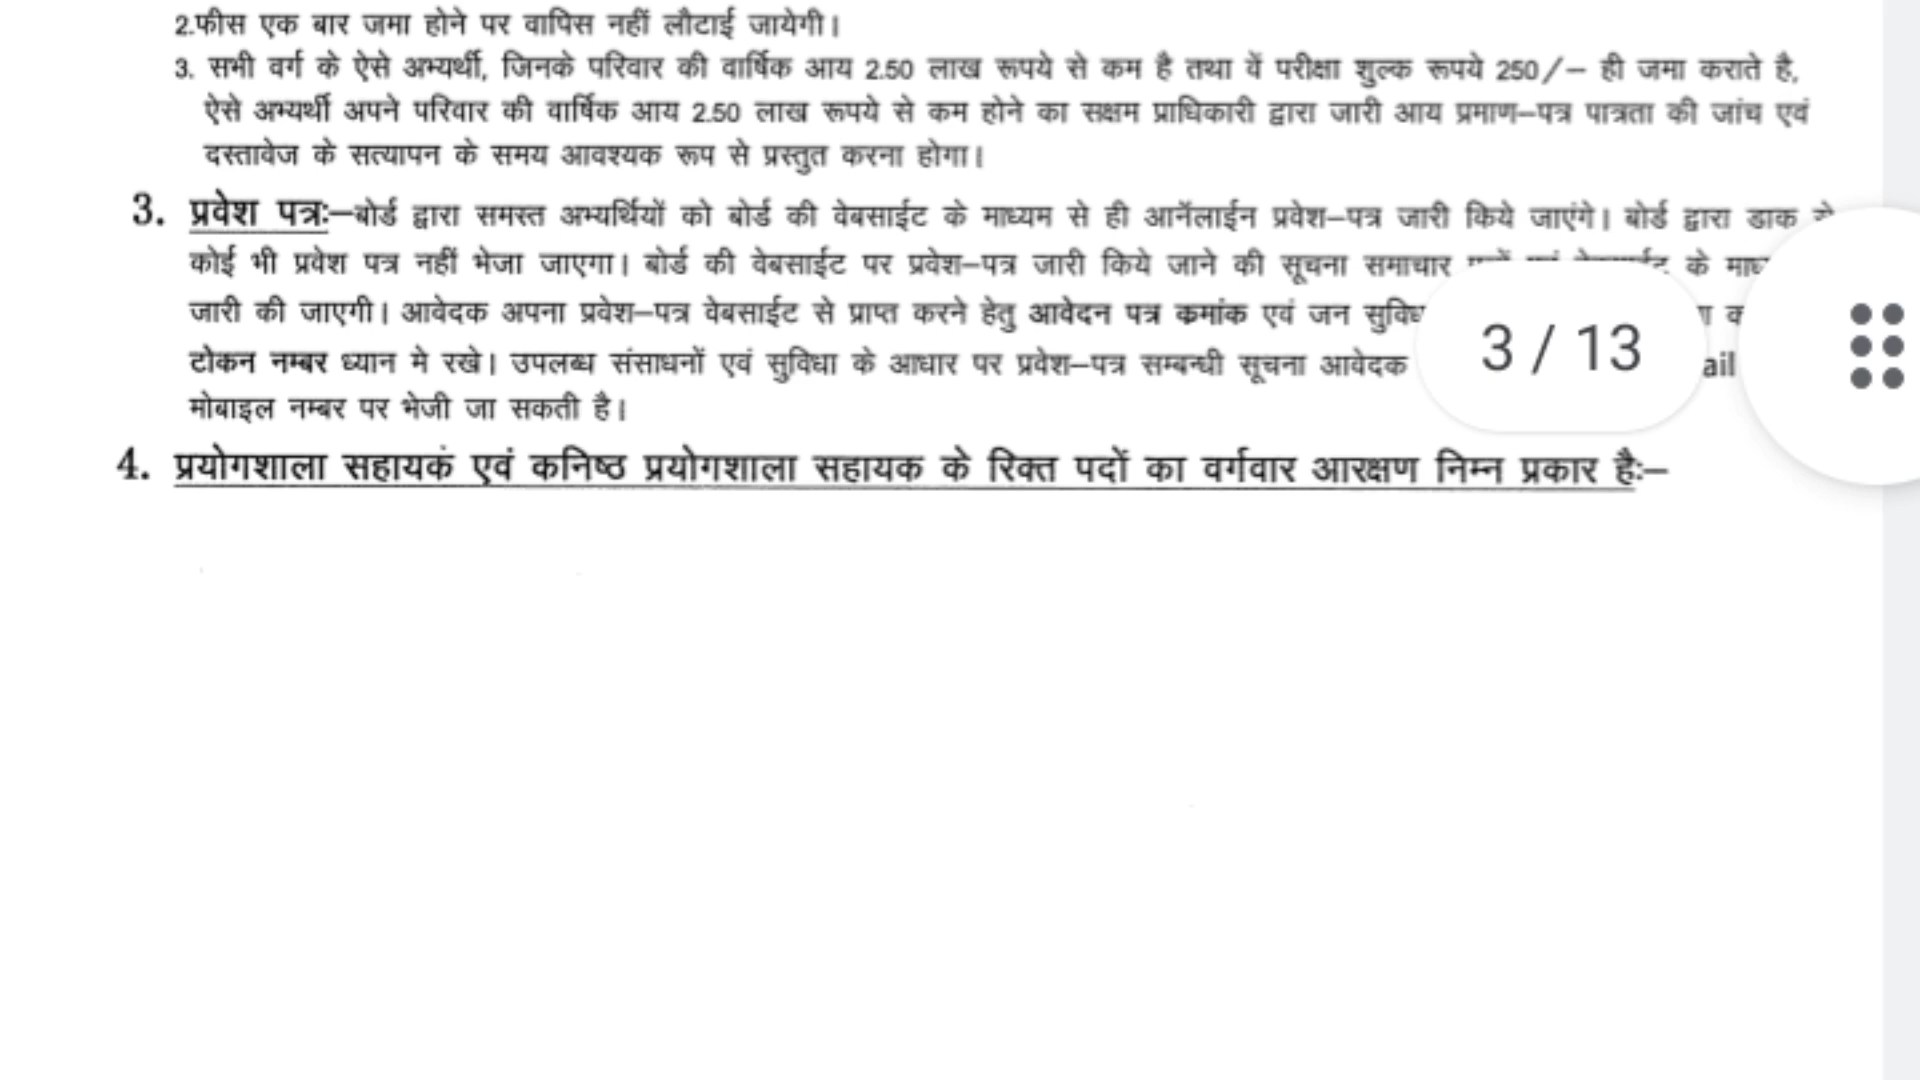 2.फीस एक बार जमा होने पर वापिस नहीं लौटाई जायेगी।
3. सभी वर्ग के ऐसे अभ्यर्थी, जिनके परिवार की वार्षिक आय 2.50 लाख रूपये से कम है तथा वें परीक्षा शुल्क रूपये 250/– ही जमा कराते है,
ऐसे अभ्यर्थी अपने परिवार की वार्षिक आय 2.50 लाख रूपये से कम होने का सक्षम प्राधिकारी द्वारा जारी आय प्रमाण–पत्र पात्रता की जांच एवं
दस्तावेज के सत्यापन के समय आवश्यक रूप से प्रस्तुत करना होगा।
3. प्रवेश पत्रः–बोर्ड द्वारा समस्त अभ्यर्थियों को बोर्ड की वेबसाईट के माध्यम से ही आर्नेलाईन प्रवेश–पत्र जारी किये जाएंगे। बोर्ड द्वारा डाक
कोई भी प्रवेश पत्र नहीं भेजा जाएगा। बोर्ड की वेबसाईट पर प्रवेश–पत्र जारी किये जाने की सूचना समाचार के
जारी की जाएगी। आवेदक अपना प्रवेश–पत्र वेबसाईट से प्राप्त करने हेतु आवेदन पत्र कमांक एवं जन
टोकन नम्बर ध्यान मे रखे। उपलब्ध संसाधनों एवं सुविधा के आधार पर प्रवेश–पत्र सम्बन्धी सूचना आवेदक ail
मोबाइल नम्बर पर भेजी जा सकती है।
3 / 13
4. प्रयोगशाला सहायकं एवं कनिष्ठ प्रयोगशाला सहायक के रिक्त पदों का वर्गवार आरक्षण निम्न प्रकार हैः–